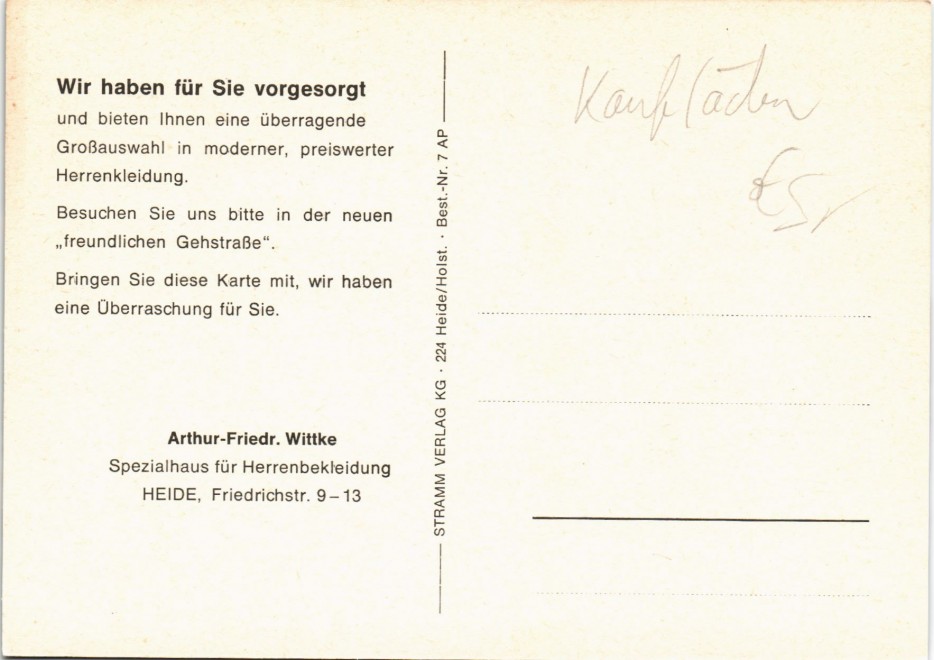 Wir haben für Sie vorgesorgt
und bieten Ihnen eine überragende
Großauswahl in moderner, preiswerter
Herrenkleidung.
Besuchen Sie uns bitte in der neuen
„freundlichen Gehstraße“.
Bringen Sie diese Karte mit, wir haben
eine Überraschung für Sie.
Arthur-Friedr. Wittke
Spezialhaus für Herrenbekleidung
HEIDE, Friedrichstr. 9–13
STRAMM VERLAG KG · 224 Heide/Holst. · Best.-Nr. 7 AP
Kaufläden